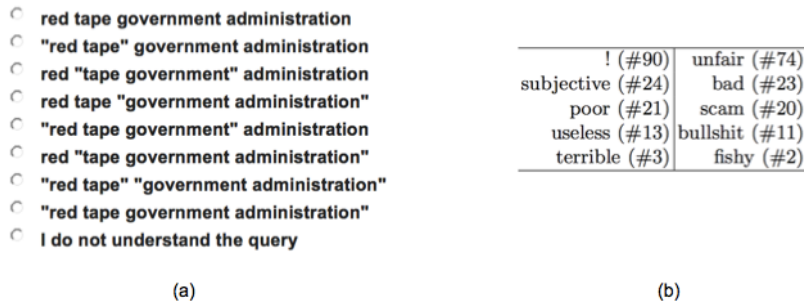 red tape government administration
"red tape" government administration
red "tape government" administration
red tape "government administration"
"red tape government" administration
red "tape government administration"
"red tape" "government administration"
"red tape government administration"
I do not understand the query
(a)
! (#90) unfair (#74)
subjective (#24) bad (#23)
poor (#21) scam (#20)
useless (#13) bullshit (#11)
terrible (#3) fishy (#2)
(b)